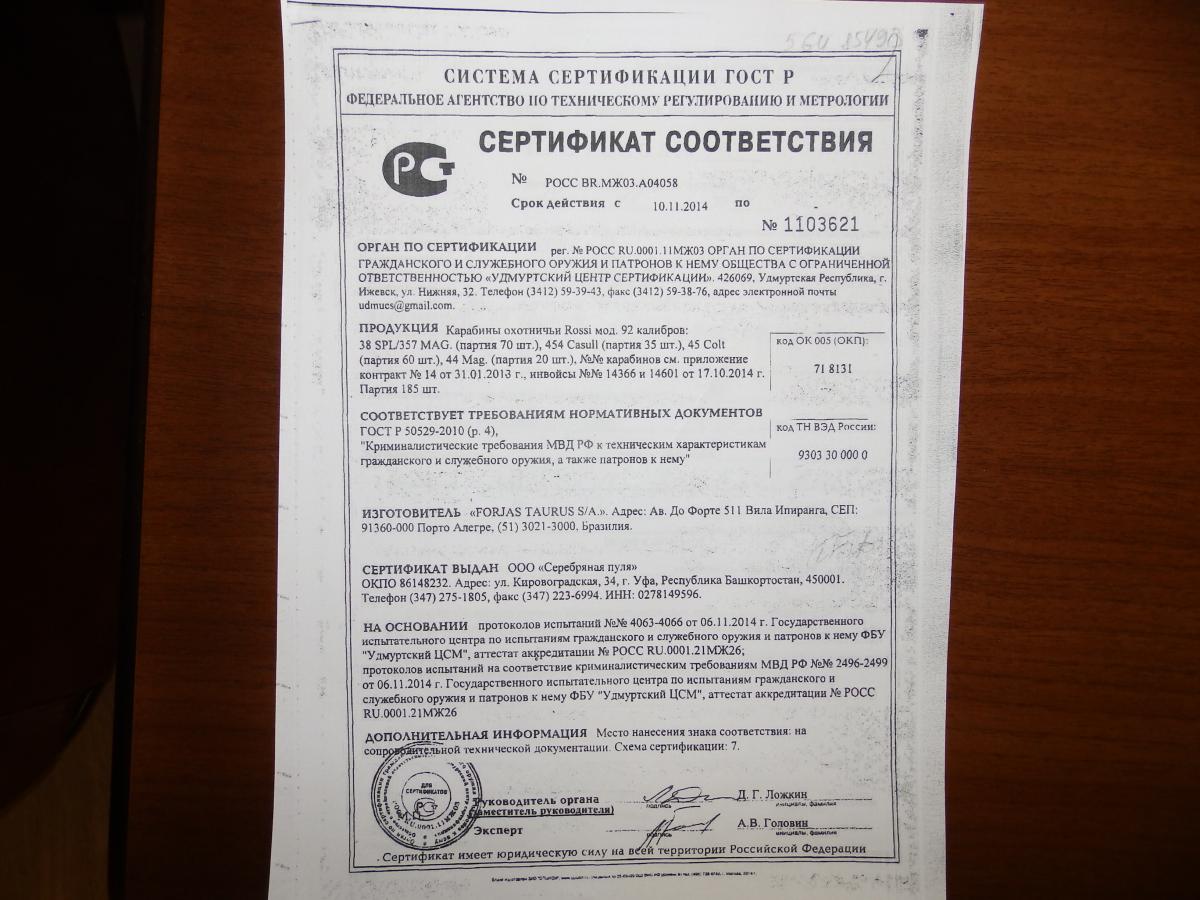 СИСТЕМА СЕРТИФИКАЦИИ ГОСТ Р
ФЕДЕРАЛЬНОЕ АГЕНТСТВО ПО ТЕХНИЧЕСКОМУ РЕГУЛИРОВАНИЮ И МЕТРОЛОГИИ
СЕРТИФИКАТ СООТВЕТСТВИЯ
№ РОСС BR.МЖ03.А04058
Срок действия с 10.11.2014 по -
№ 1103621
ОРГАН ПО СЕРТИФИКАЦИИ рег. № РОСС RU.0001.11МЖ03 ОРГАН ПО СЕРТИФИКАЦИИ
ГРАЖДАНСКОГО И СЛУЖЕБНОГО ОРУЖИЯ И ПАТРОНОВ К НЕМУ ОБЩЕСТВА С ОГРАНИЧЕННОЙ
ОТВЕТСТВЕННОСТЬЮ «УДМУРТСКИЙ ЦЕНТР СЕРТИФИКАЦИИ». 426069, Удмуртская Республика, г.
Ижевск, ул. Нижняя, 32. Телефон (3412) 59-39-43, факс (3412) 59-38-76, адрес электронной почты
udmucs@gmail.com.
ПРОДУКЦИЯ Карабины охотничьи Rossi мод. 92 калибров:
38 SPL/357 MAG. (партия 70 шт.), 454 Casull (партия 35 шт.), 45 Colt
(партия 60 шт.), 44 Mag. (партия 20 шт.), №№ карабинов см. приложение
контракт № 14 от 31.01.2013 г., инвойсы №№ 14366 и 14601 от 17.10.2014 г.
Партия 185 шт.
код ОК 005 (ОКП):
71 8131
СООТВЕТСТВУЕТ ТРЕБОВАНИЯМ НОРМАТИВНЫХ ДОКУМЕНТОВ
ГОСТ Р 50529-2010 (р. 4),
"Криминалистические требования МВД РФ к техническим характеристикам
гражданского и служебного оружия, а также патронов к нему"
код ТН ВЭД России:
9303 30 000 0
ИЗГОТОВИТЕЛЬ «FORJAS TAURUS S/A.». Адрес: Ав. До Форте 511 Вила Ипиранга, СЕП:
91360-000 Порто Алегре, (51) 3021-3000, Бразилия.
СЕРТИФИКАТ ВЫДАН ООО «Серебряная пуля»
ОКПО 86148232. Адрес: ул. Кировоградская, 34, г. Уфа, Республика Башкортостан, 450001.
Телефон (347) 275-1805, факс (347) 223-6994. ИНН: 0278149596.
НА ОСНОВАНИИ протоколов испытаний №№ 4063-4066 от 06.11.2014 г. Государственного
испытательного центра по испытаниям гражданского и служебного оружия и патронов к нему ФБУ
"Удмуртский ЦСМ", аттестат аккредитации № РОСС RU.0001.21МЖ26;
протоколов испытаний на соответствие криминалистическим требованиям МВД РФ №№ 2496-2499
от 06.11.2014 г. Государственного испытательного центра по испытаниям гражданского и
служебного оружия и патронов к нему ФБУ "Удмуртский ЦСМ", аттестат аккредитации № РОСС
RU.0001.21МЖ26
ДОПОЛНИТЕЛЬНАЯ ИНФОРМАЦИЯ Место нанесения знака соответствия: на
сопроводительной технической документации. Схема сертификации: 7.
ДЛЯ
СЕРТИФИКАТОВ
Руководитель органа
(заместитель руководителя)
подпись
Д. Г. Ложкин
инициалы, фамилия
Эксперт
подпись
А.В. Головин
инициалы, фамилия
Сертификат имеет юридическую силу на всей территории Российской Федерации